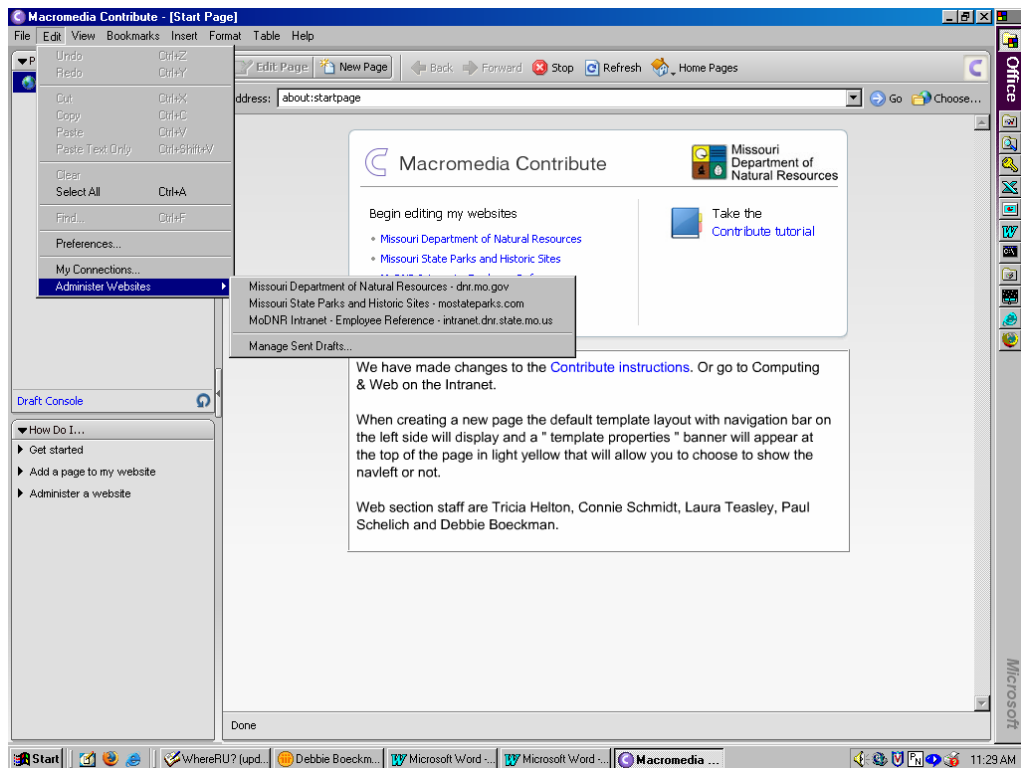 Macromedia Contribute - [Start Page]
File Edit View Bookmarks Insert Format Table Help
Undo Ctrl+Z
Redo Ctrl+Y
Cut Ctrl+X
Copy Ctrl+C
Paste Ctrl+V
Paste Text Only Ctrl+Shift+V
Clear
Select All Ctrl+A
Find... Ctrl+F
Preferences...
My Connections...
Administer Websites
Missouri Department of Natural Resources - dnr.mo.gov
Missouri State Parks and Historic Sites - mostateparks.com
MoDNR Intranet - Employee Reference - intranet.dnr.state.mo.us
Manage Sent Drafts...
Edit Page New Page Back Forward Stop Refresh Home Pages
about:startpage Go Choose...
Macromedia Contribute
Missouri
Department of
Natural Resources
Begin editing my websites
Missouri Department of Natural Resources
Missouri State Parks and Historic Sites
Take the
Contribute tutorial
We have made changes to the Contribute instructions. Or go to Computing
& Web on the Intranet.
When creating a new page the default template layout with navigation bar on
the left side will display and a " template properties " banner will appear at
the top of the page in light yellow that will allow you to choose to show the
navleft or not.
Web section staff are Tricia Helton, Connie Schmidt, Laura Teasley, Paul
Schelich and Debbie Boeckman.
Draft Console
How Do I...
Get started
Add a page to my website
Administer a website
Done
Office
Microsoft
Start WhereRU? (upd... Debbie Boeckm... Microsoft Word -... Microsoft Word -... Macromedia ... 11:29 AM